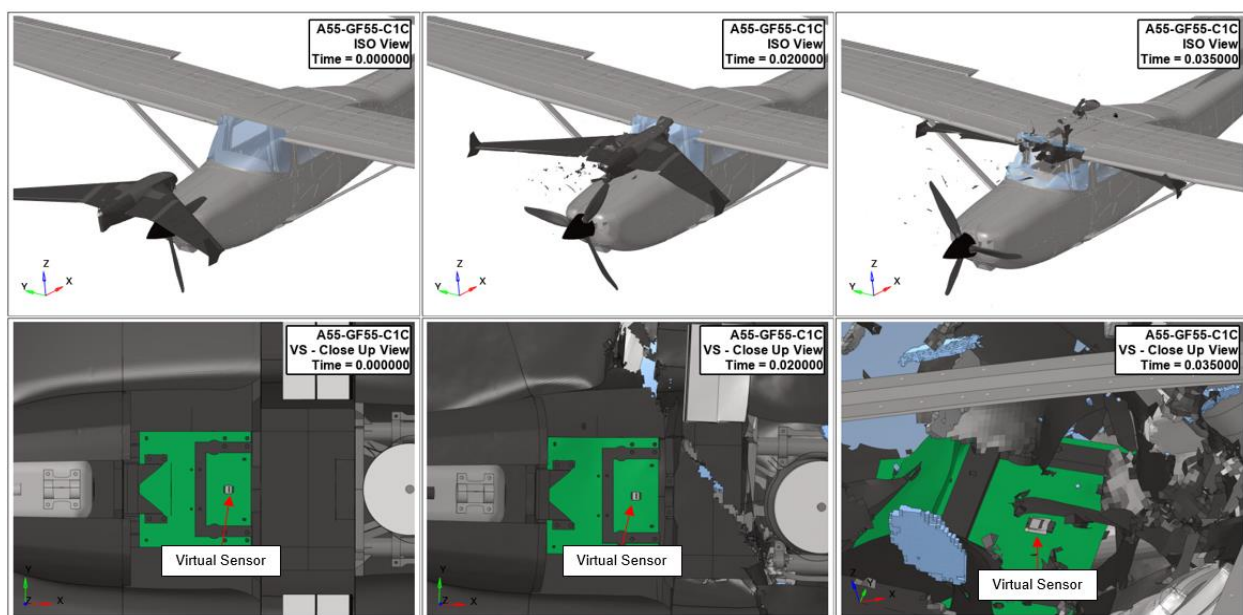 A55-GF55-C1C
ISO View
Time = 0.000000
Z
Y
X
A55-GF55-C1C
ISO View
Time = 0.020000
Z
Y
X
A55-GF55-C1C
ISO View
Time = 0.035000
Z
Y
X
A55-GF55-C1C
VS - Close Up View
Time = 0.000000
Virtual Sensor
Y
Z
X
A55-GF55-C1C
VS - Close Up View
Time = 0.020000
Virtual Sensor
Y
Z
X
A55-GF55-C1C
VS - Close Up View
Time = 0.035000
Virtual Sensor
Z
Y
X